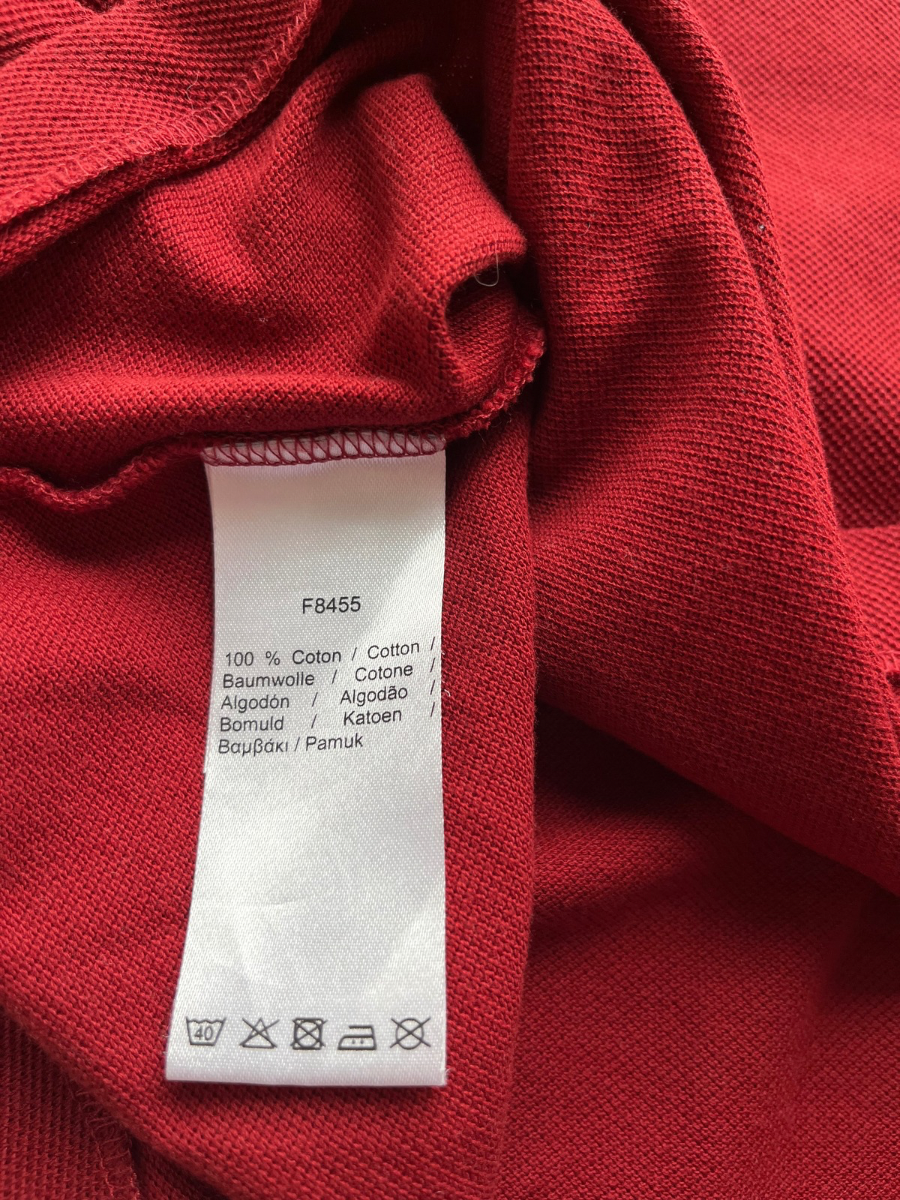 F8455
100 % Coton / Cotton /
Baumwolle / Cotone /
Algodón / Algodão /
Bomuld / Katoen /
Βαμβάκι / Pamuk
40